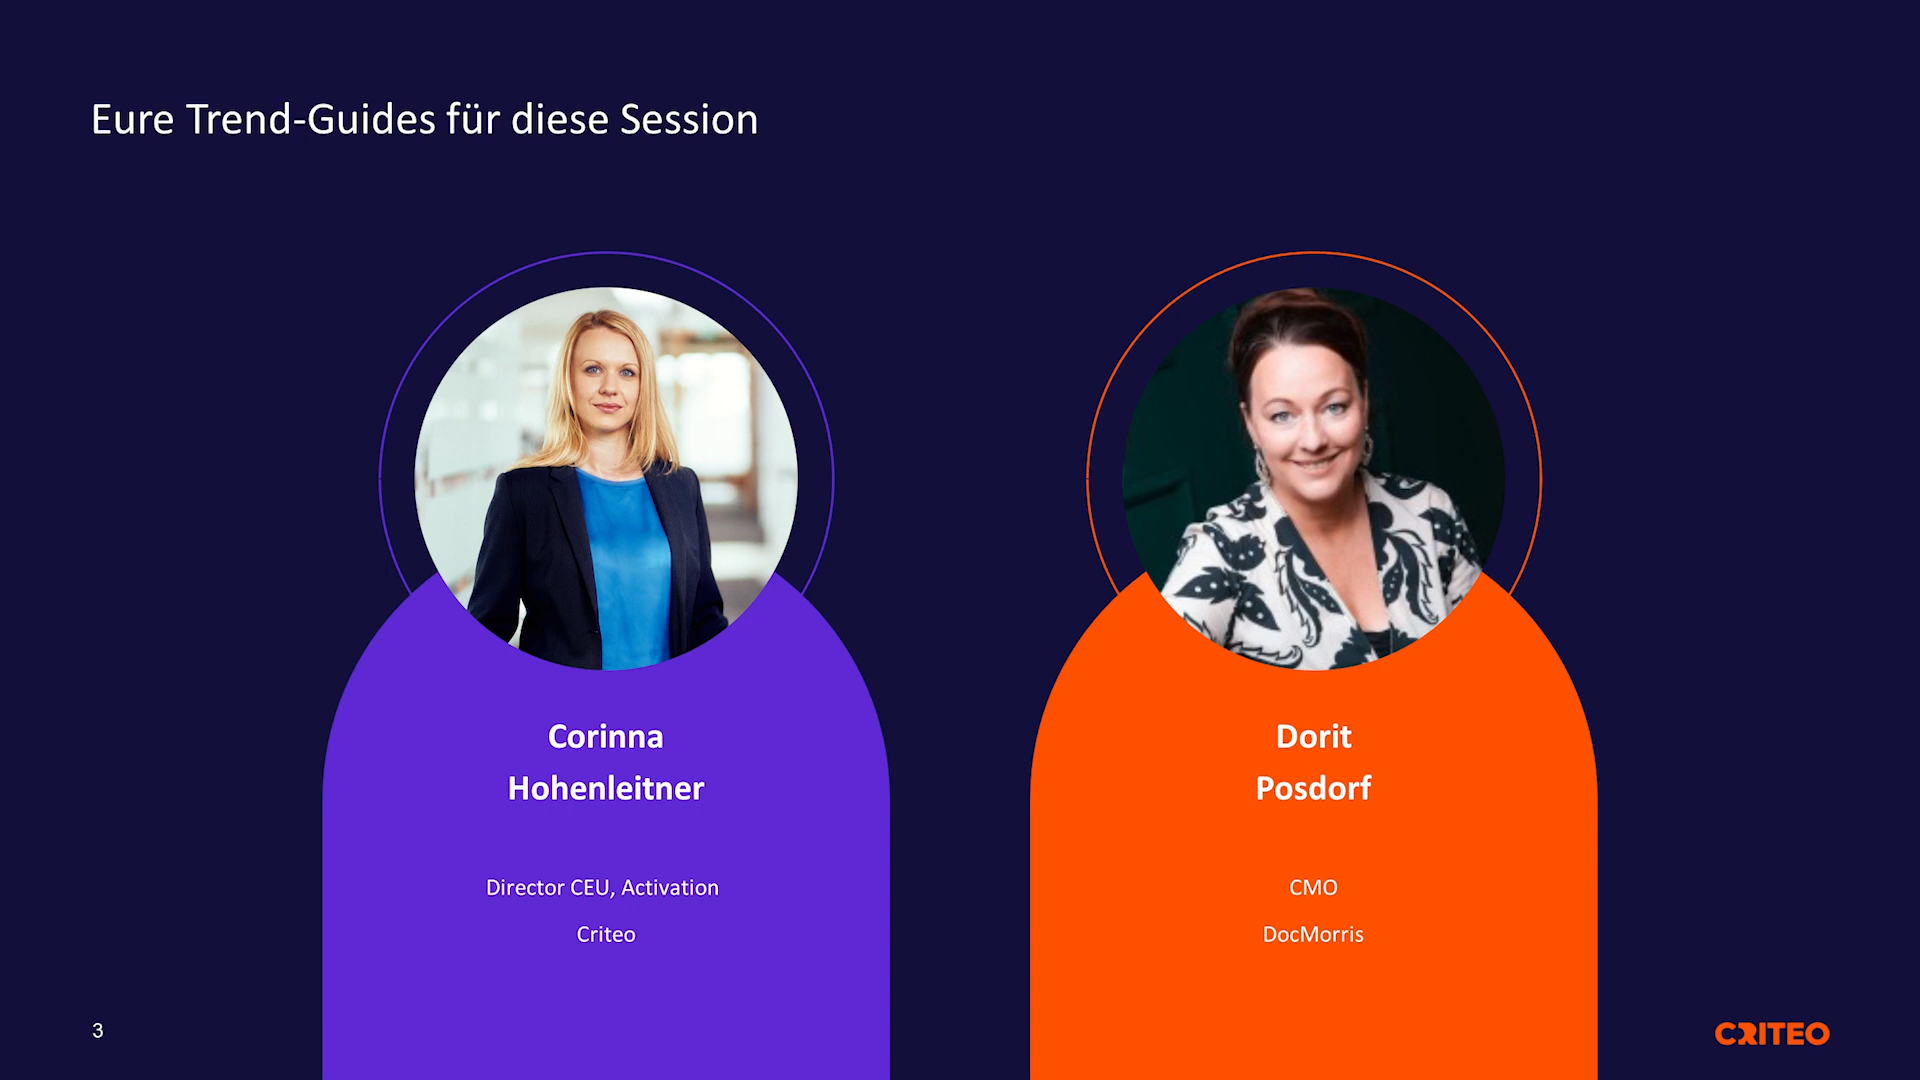 Eure Trend-Guides für diese Session
Corinna
Hohenleitner
Director CEU, Activation
Criteo
Dorit
Posdorf
CMO
DocMorris
3
CRITEO